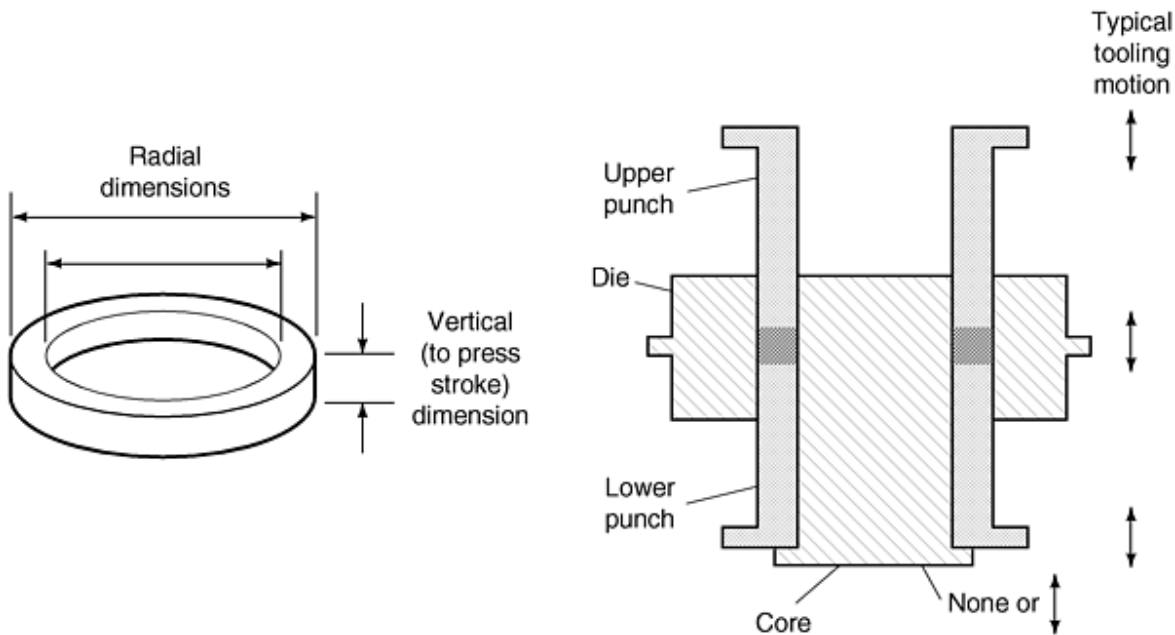 Radial
dimensions
Vertical
(to press
stroke)
dimension
Typical
tooling
motion
Upper
punch
Die
Lower
punch
Core
None or